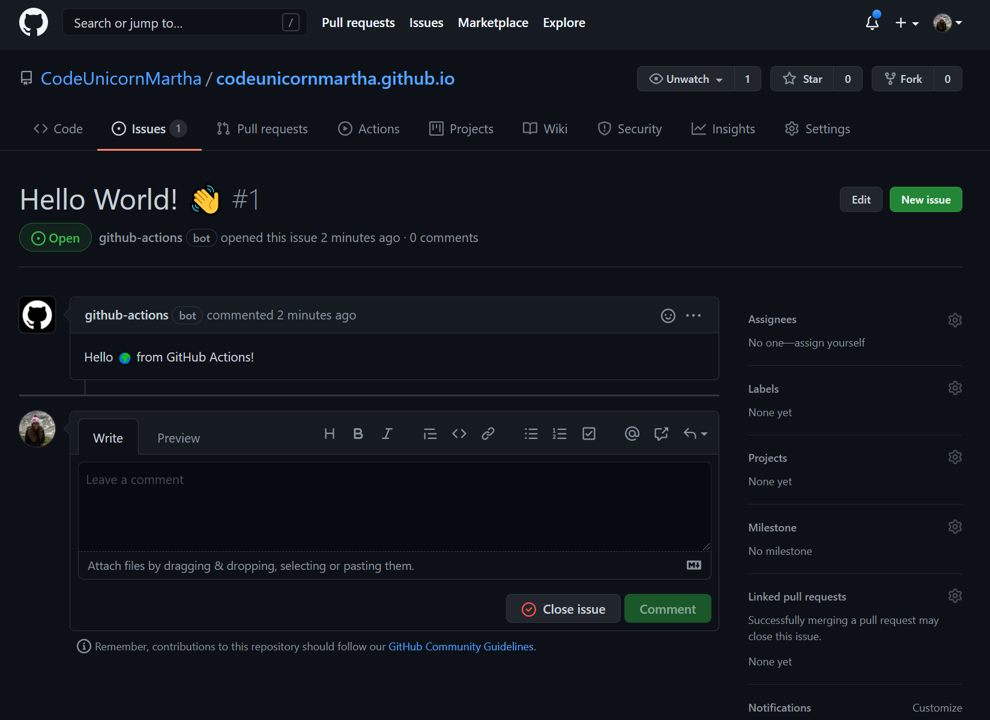 Search or jump to... /
Pull requests Issues Marketplace Explore
CodeUnicornMartha / codeunicornmartha.github.io
Unwatch 1 Star 0 Fork 0
Code Issues 1 Pull requests Actions Projects Wiki Security Insights Settings
Hello World! 👋 #1
Edit New issue
Open github-actions bot opened this issue 2 minutes ago · 0 comments
github-actions bot commented 2 minutes ago
Hello 🌍 from GitHub Actions!
Write Preview
H B I
Leave a comment
Attach files by dragging & dropping, selecting or pasting them.
Close issue Comment
Remember, contributions to this repository should follow our GitHub Community Guidelines.
Assignees
No one—assign yourself
Labels
None yet
Projects
None yet
Milestone
No milestone
Linked pull requests
Successfully merging a pull request may
close this issue.
None yet
Notifications Customize